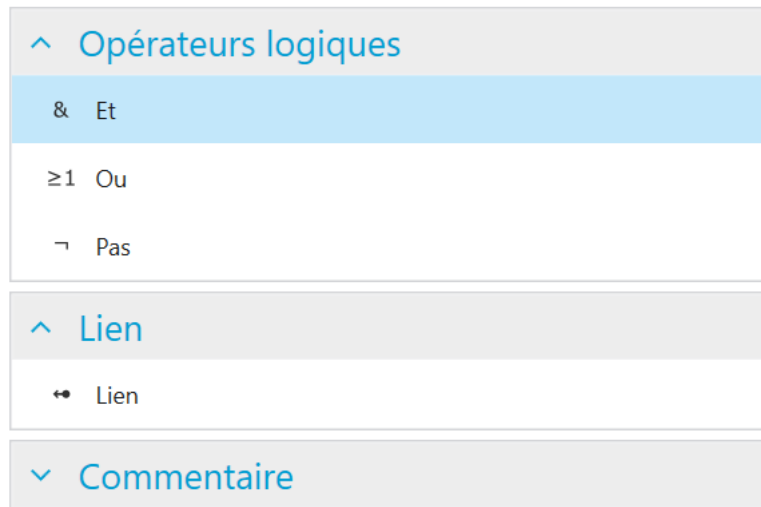 Opérateurs logiques
& Et
≥1 Ou
¬ Pas
Lien
Lien
Commentaire